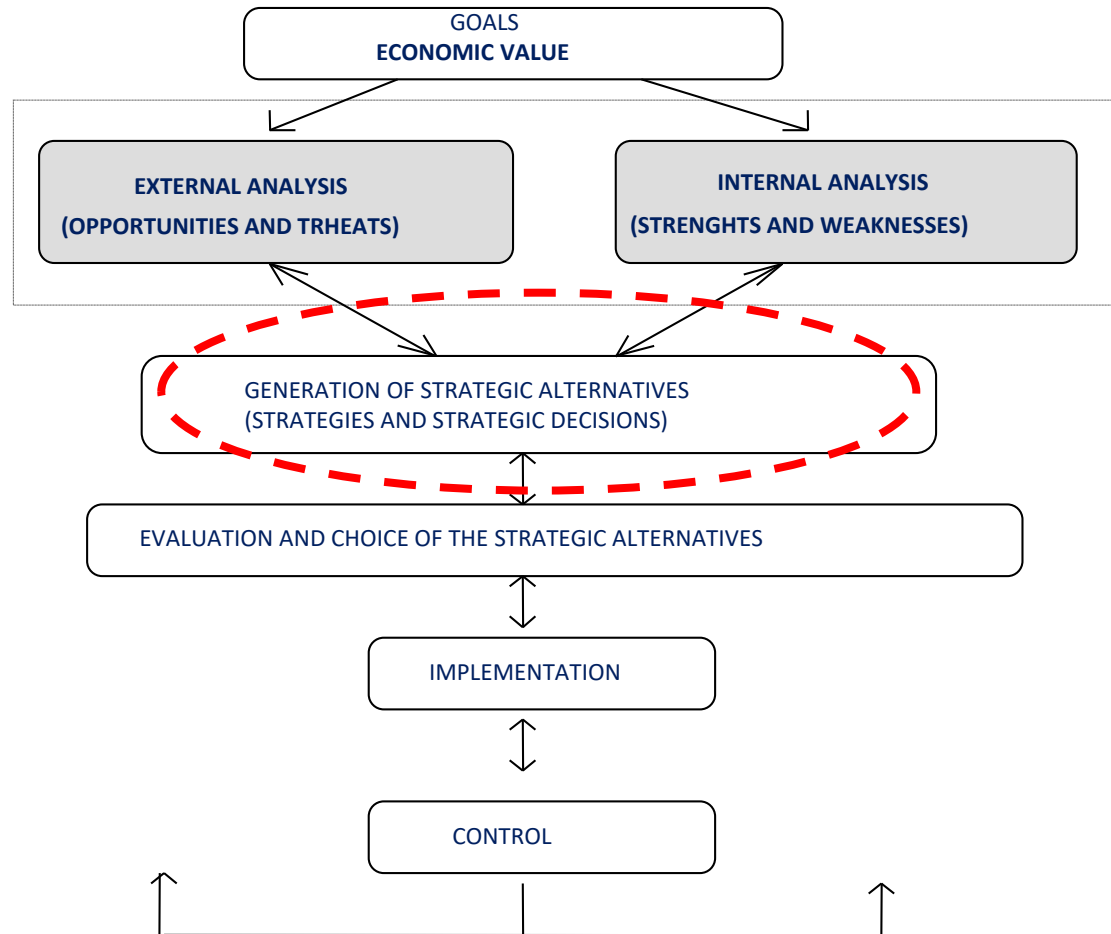 GOALS
ECONOMIC VALUE
EXTERNAL ANALYSIS
(OPPORTUNITIES AND TRHEATS)
INTERNAL ANALYSIS
(STRENGHTS AND WEAKNESSES)
GENERATION OF STRATEGIC ALTERNATIVES
(STRATEGIES AND STRATEGIC DECISIONS)
EVALUATION AND CHOICE OF THE STRATEGIC ALTERNATIVES
IMPLEMENTATION
CONTROL